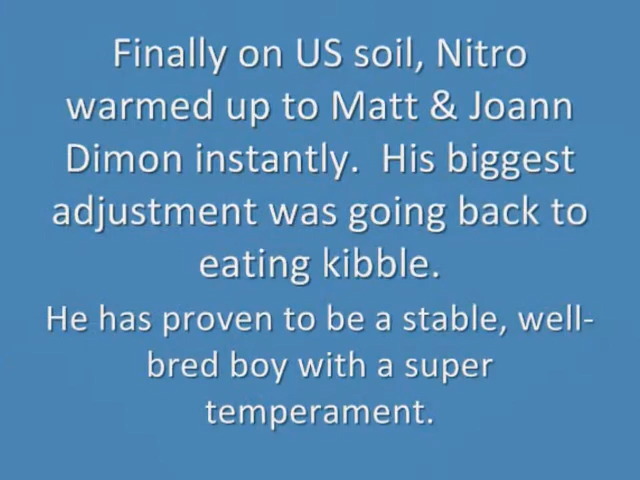 Finally on US soil, Nitro
warmed up to Matt & Joann
Dimon instantly.  His biggest
adjustment was going back to
eating kibble.
He has proven to be a stable, well-
bred boy with a super
temperament.